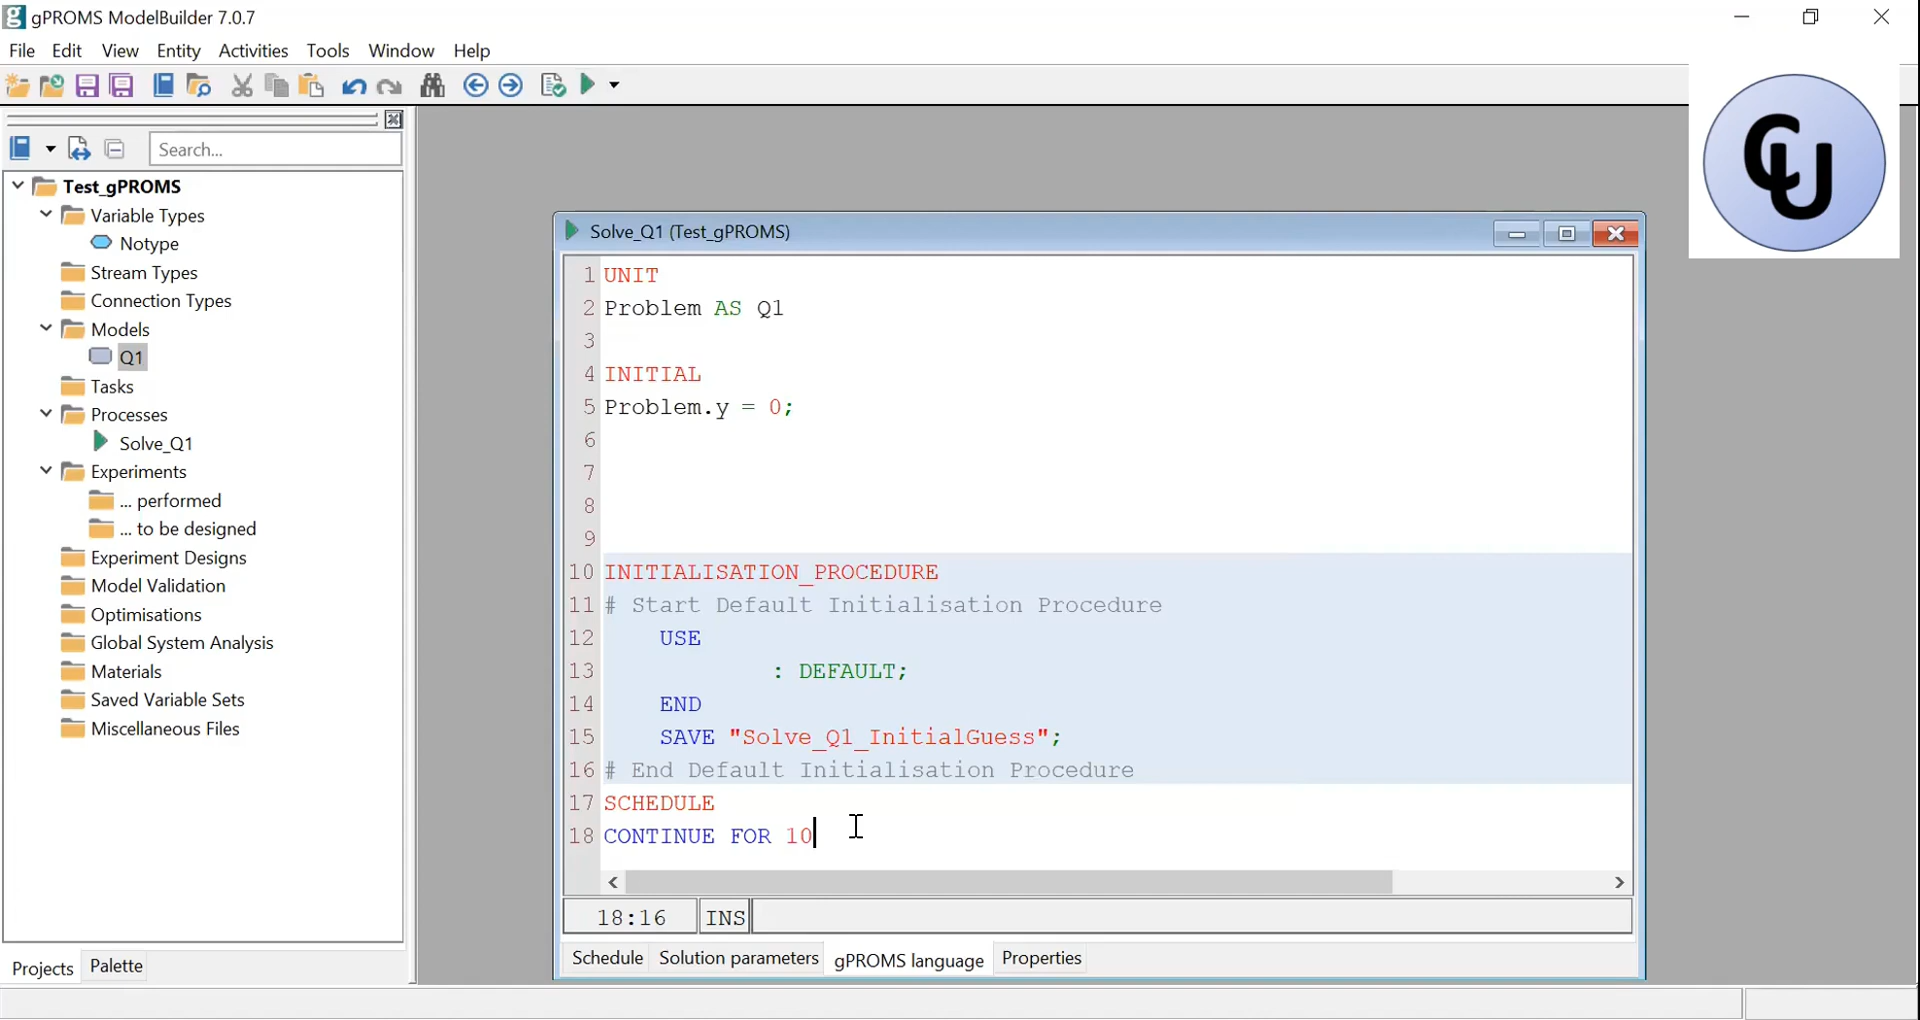 gPROMS ModelBuilder 7.0.7
File Edit View Entity Activities Tools Window Help
Search...
Test_gPROMS
Variable Types
Notype
Stream Types
Connection Types
Models
Q1
Tasks
Processes
Solve_Q1
Experiments
... performed
... to be designed
Experiment Designs
Model Validation
Optimisations
Global System Analysis
Materials
Saved Variable Sets
Miscellaneous Files
Projects Palette
CU
Solve_Q1 (Test_gPROMS)
1 UNIT
2 Problem AS Q1
3
4 INITIAL
5 Problem.y = 0;
6
7
8
9
10 INITIALISATION_PROCEDURE
11 # Start Default Initialisation Procedure
12 USE
13 : DEFAULT;
14 END
15 SAVE "Solve_Q1_InitialGuess";
16 # End Default Initialisation Procedure
17 SCHEDULE
18 CONTINUE FOR 10
18:16 INS
Schedule Solution parameters gPROMS language Properties